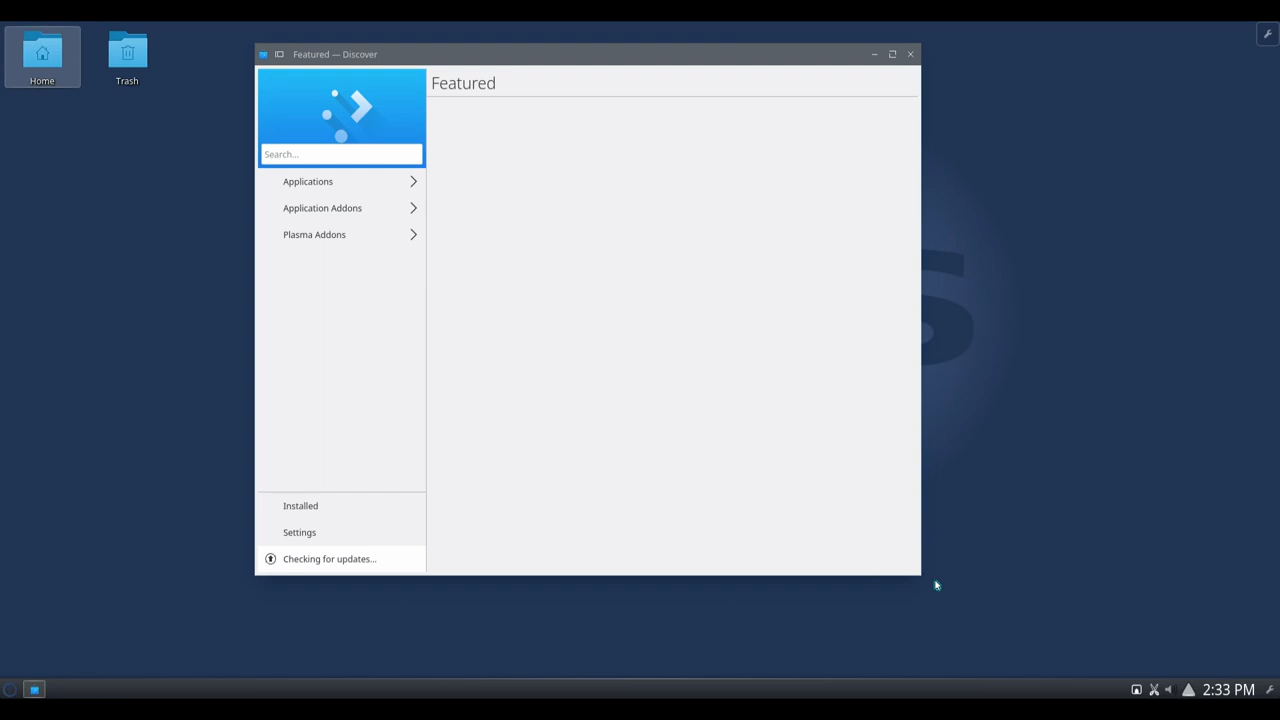 Home
Trash
Featured — Discover
Featured
Search...
Applications
Application Addons
Plasma Addons
Installed
Settings
Checking for updates...
S
2:33 PM